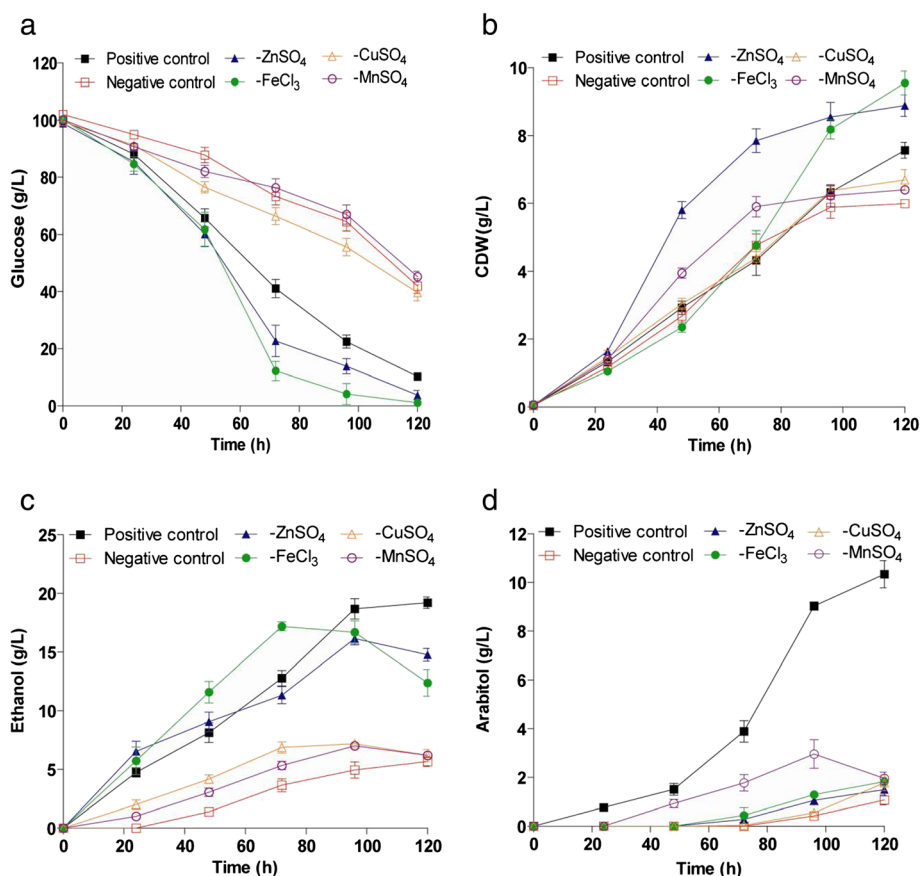 a
Positive control -ZnSO4 -CuSO4
Negative control -FeCl3 -MnSO4
120
100
80
60
40
20
0
Glucose (g/L)
0 20 40 60 80 100 120
Time (h)
b
Positive control -ZnSO4 -CuSO4
Negative control -FeCl3 -MnSO4
10
8
6
4
2
0
CDW(g/L)
0 20 40 60 80 100 120
Time (h)
c
Positive control -ZnSO4 -CuSO4
Negative control -FeCl3 -MnSO4
25
20
15
10
5
0
Ethanol (g/L)
0 20 40 60 80 100 120
Time (h)
d
Positive control -ZnSO4 -CuSO4
Negative control -FeCl3 -MnSO4
12
10
8
6
4
2
0
Arabitol (g/L)
0 20 40 60 80 100 120
Time (h)